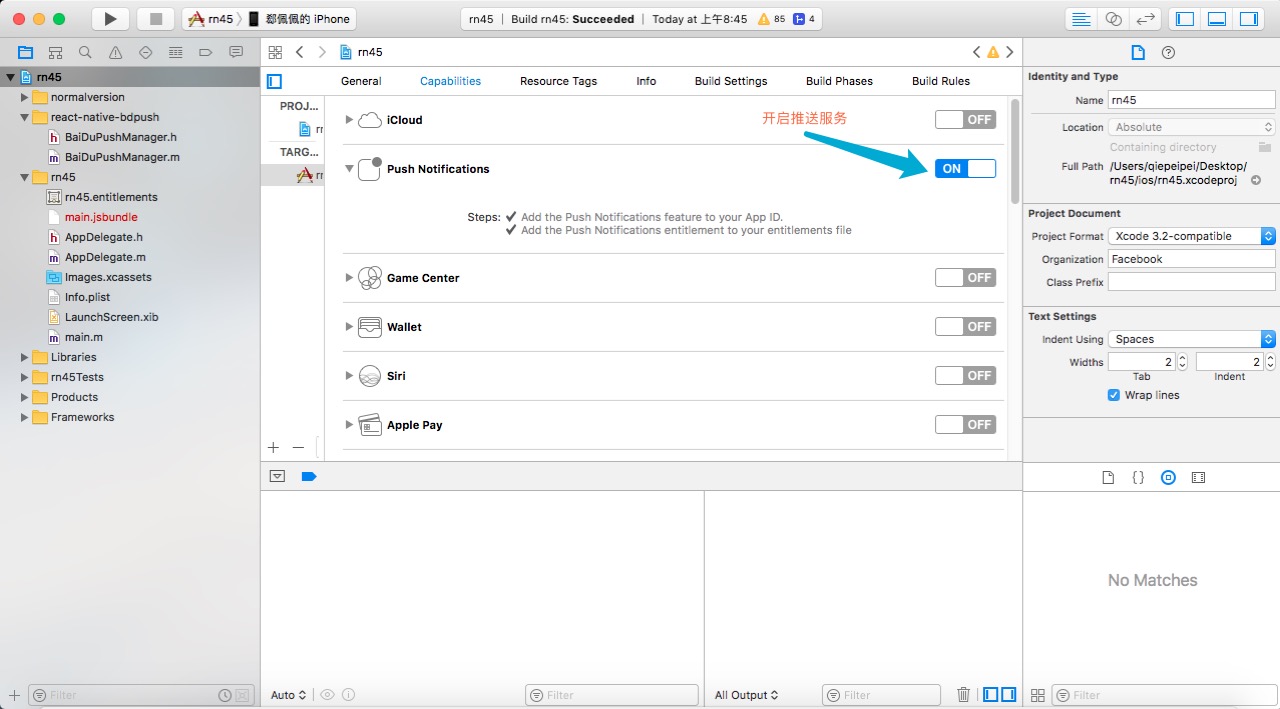 rn45 〉 郄佩佩的 iPhone
rn45 | Build rn45: Succeeded | Today at 上午8:45 85 4
rn45
rn45
General Capabilities Resource Tags Info Build Settings Build Phases Build Rules
normalversion
react-native-bdpush
BaiDuPushManager.h
BaiDuPushManager.m
rn45
rn45.entitlements
main.jsbundle
AppDelegate.h
AppDelegate.m
Images.xcassets
Info.plist
LaunchScreen.xib
main.m
Libraries
rn45Tests
Products
Frameworks
Filter
PROJ...
TARG...
iCloud OFF
开启推送服务
Push Notifications ON
Steps: ✔ Add the Push Notifications feature to your App ID.
✔ Add the Push Notifications entitlement to your entitlements file
Game Center OFF
Wallet OFF
Siri OFF
Apple Pay OFF
Auto Filter
All Output Filter
Identity and Type
Name rn45
Location Absolute
Containing directory
Full Path /Users/qiepeipei/Desktop/
rn45/ios/rn45.xcodeproj
Project Document
Project Format Xcode 3.2-compatible
Organization Facebook
Class Prefix
Text Settings
Indent Using Spaces
Widths 2 2
Tab Indent
Wrap lines
{ }
No Matches
Filter